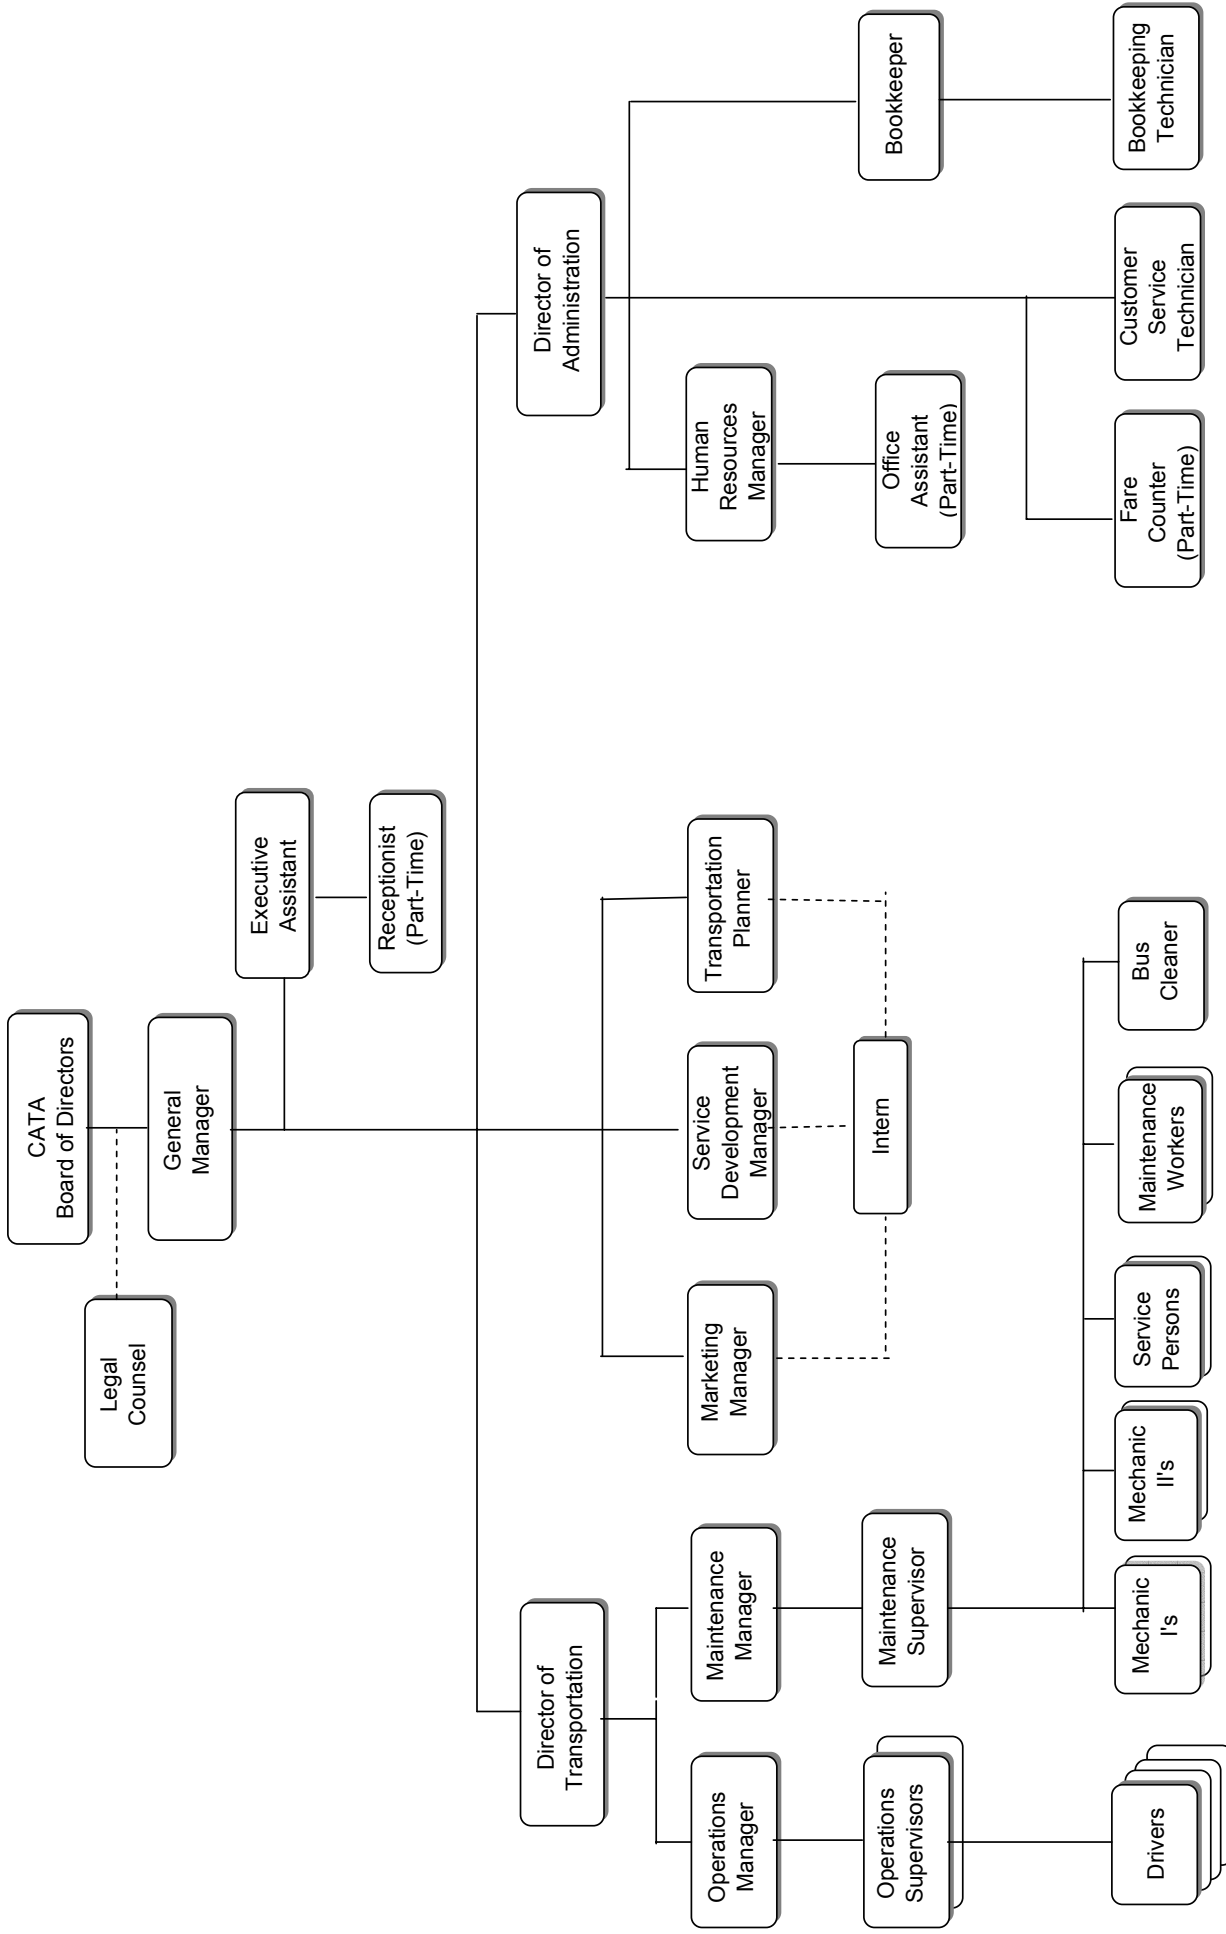 CATA
Board of Directors
Legal
Counsel
General
Manager
Executive
Assistant
Receptionist
(Part-Time)
Director of
Transportation
Director of
Administration
Operations
Manager
Maintenance
Manager
Marketing
Manager
Service
Development
Manager
Transportation
Planner
Human
Resources
Manager
Operations
Supervisors
Maintenance
Supervisor
Intern
Office
Assistant
(Part-Time)
Bookkeeper
Drivers
Mechanic
I's
Mechanic
II's
Service
Persons
Maintenance
Workers
Bus
Cleaner
Fare
Counter
(Part-Time)
Customer
Service
Technician
Bookkeeping
Technician